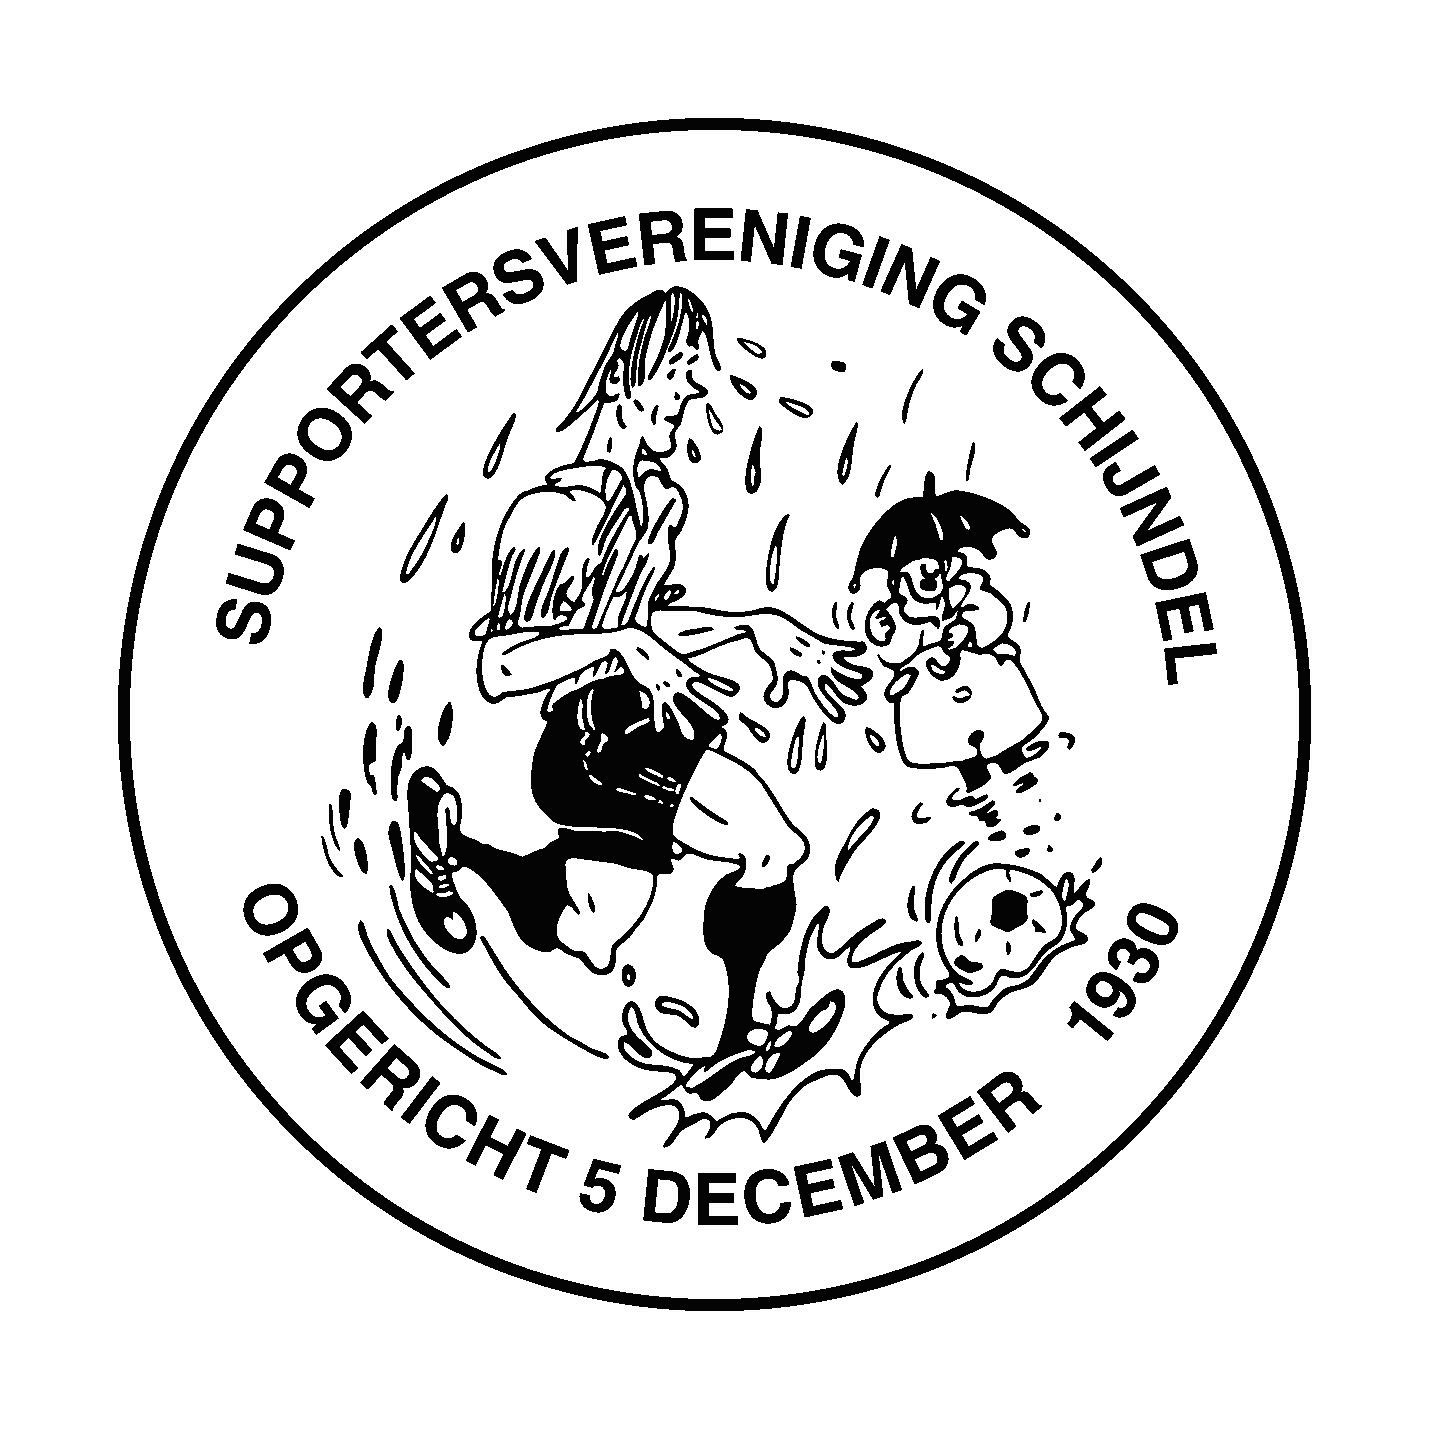 SUPPORTERSVERENIGING SCHIJNDEL
OPGERICHT 5 DECEMBER 1930